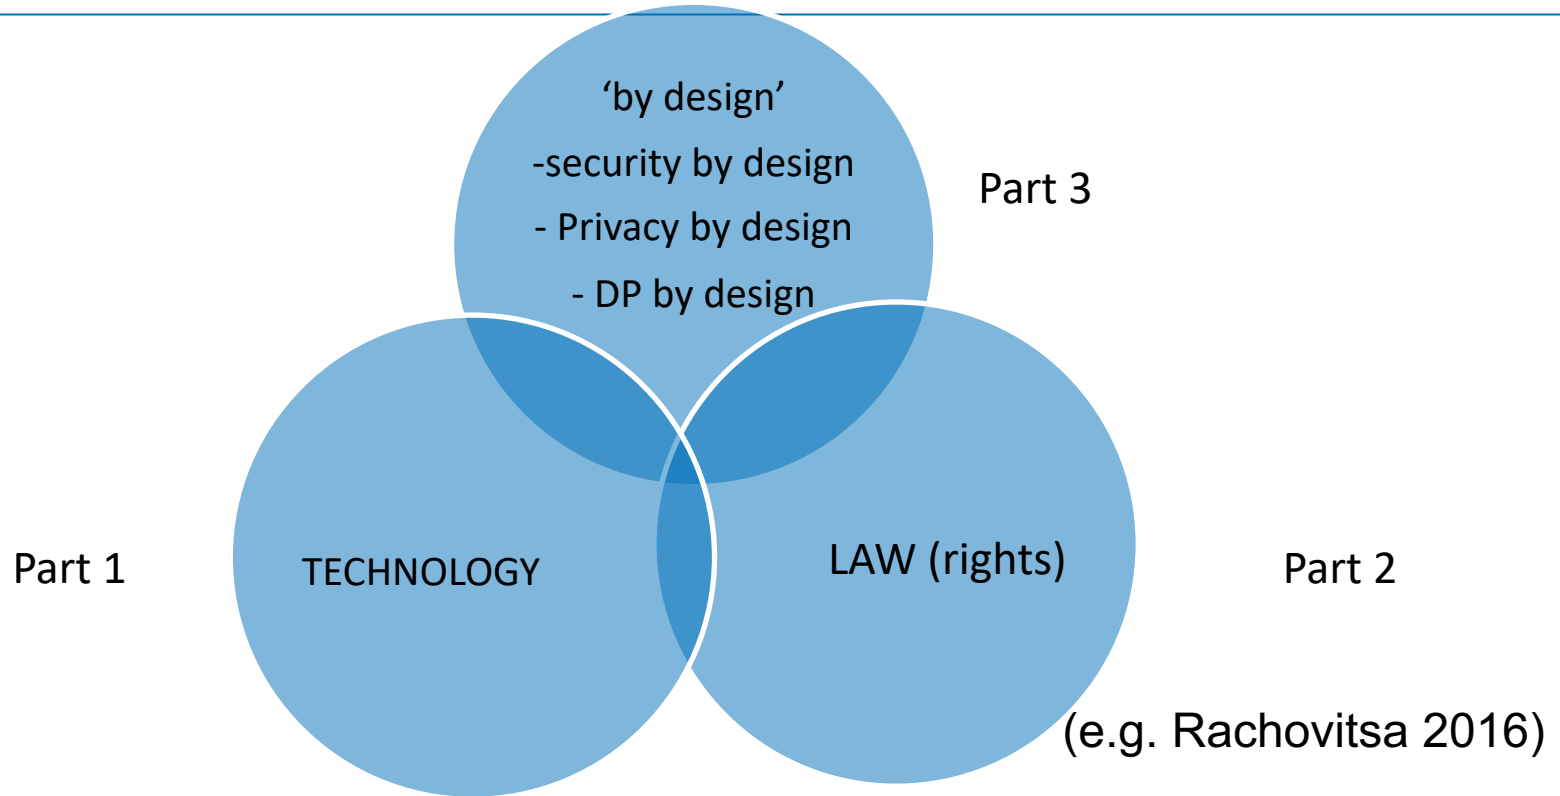 ‘by design’
-security by design
- Privacy by design
- DP by design
Part 3
Part 1
TECHNOLOGY
LAW (rights)
Part 2
(e.g. Rachovitsa 2016)